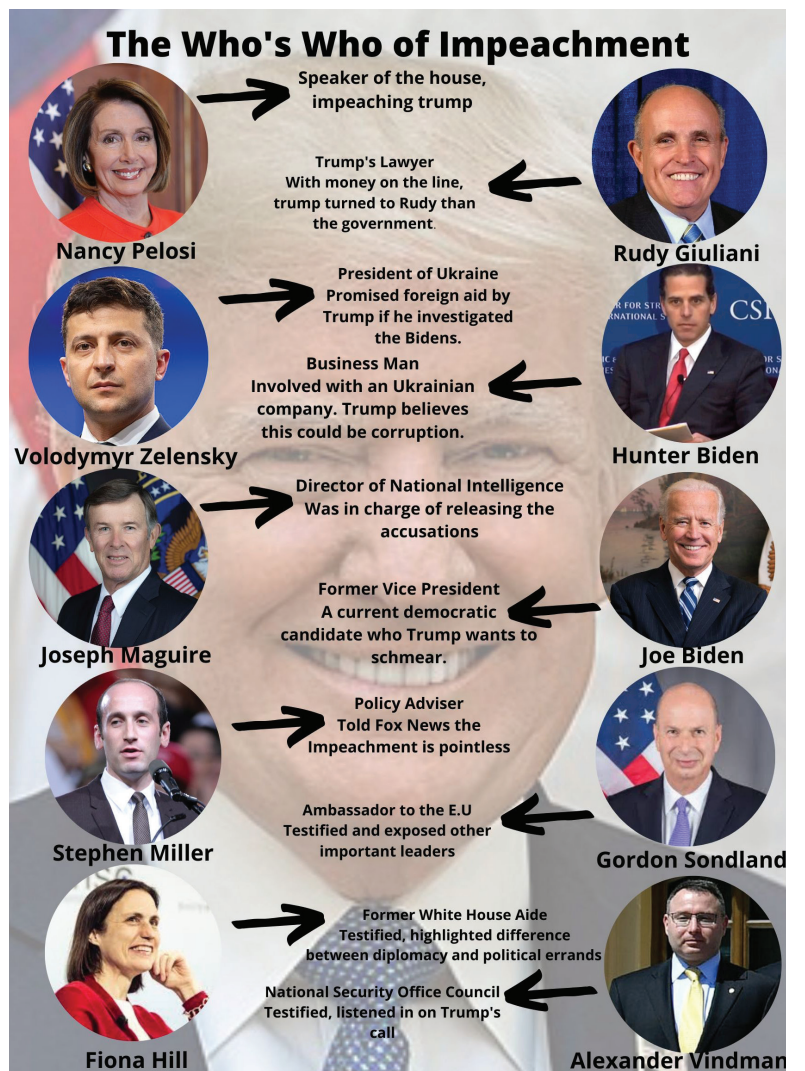 The Who's Who of Impeachment
Speaker of the house,
impeaching trump
Nancy Pelosi
Trump's Lawyer
With money on the line,
trump turned to Rudy than
the government.
Rudy Giuliani
President of Ukraine
Promised foreign aid by
Trump if he investigated
the Bidens.
Volodymyr Zelensky
Business Man
Involved with an Ukrainian
company. Trump believes
this could be corruption.
R FOR STR
RNATIONAL S
CSI
Hunter Biden
Director of National Intelligence
Was in charge of releasing the
accusations
Joseph Maguire
Former Vice President
A current democratic
candidate who Trump wants to
schmear.
Joe Biden
Policy Adviser
Told Fox News the
Impeachment is pointless
Stephen Miller
Ambassador to the E.U
Testified and exposed other
important leaders
Gordon Sondland
Former White House Aide
Testified, highlighted difference
between diplomacy and political errands
Fiona Hill
National Security Office Council
Testified, listened in on Trump's
call
Alexander Vindman